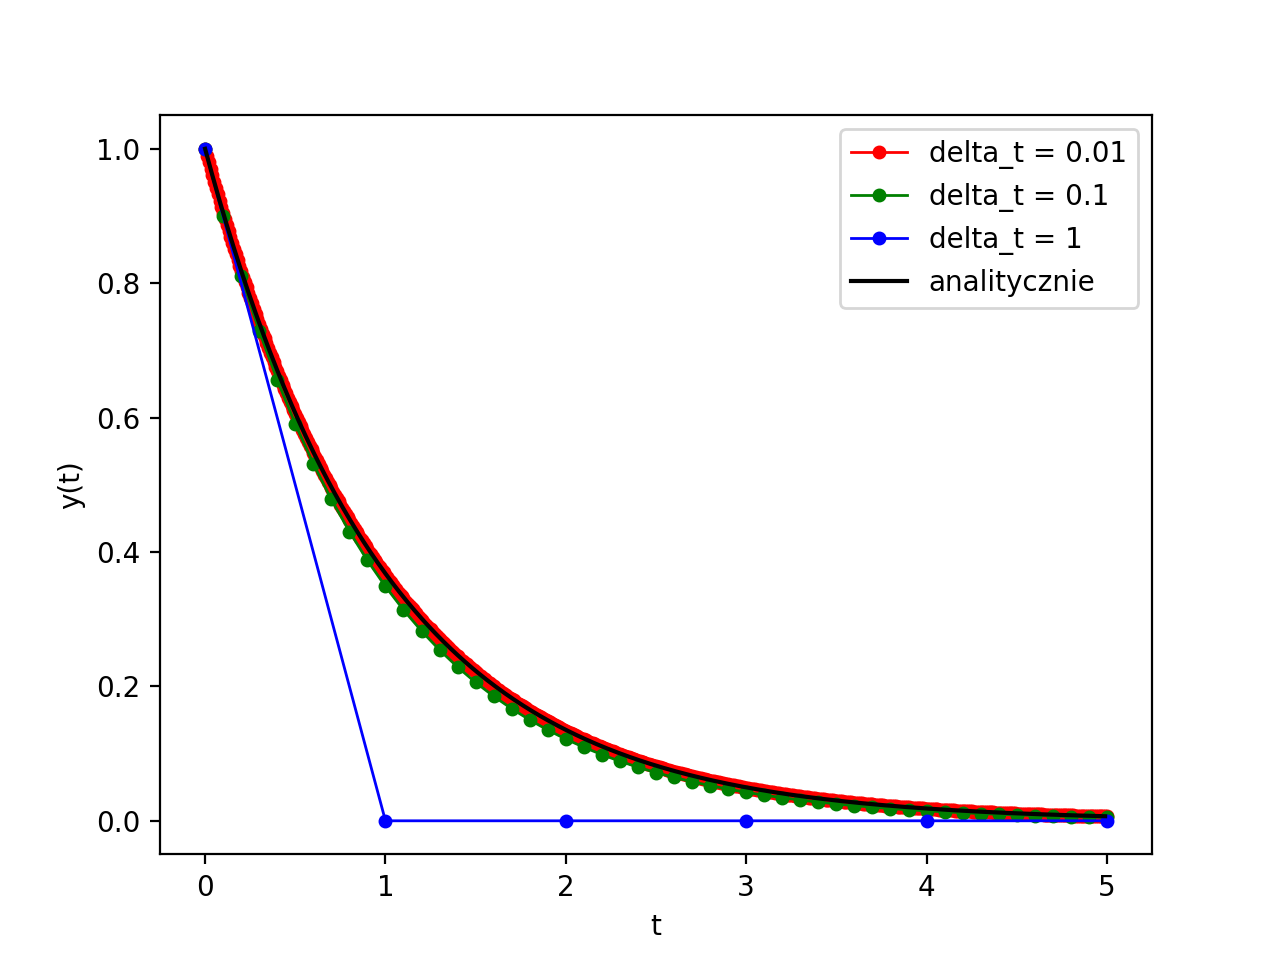 delta_t = 0.01
delta_t = 0.1
delta_t = 1
analitycznie
1.0
0.8
0.6
0.4
0.2
0.0
y(t)
0 1 2 3 4 5
t